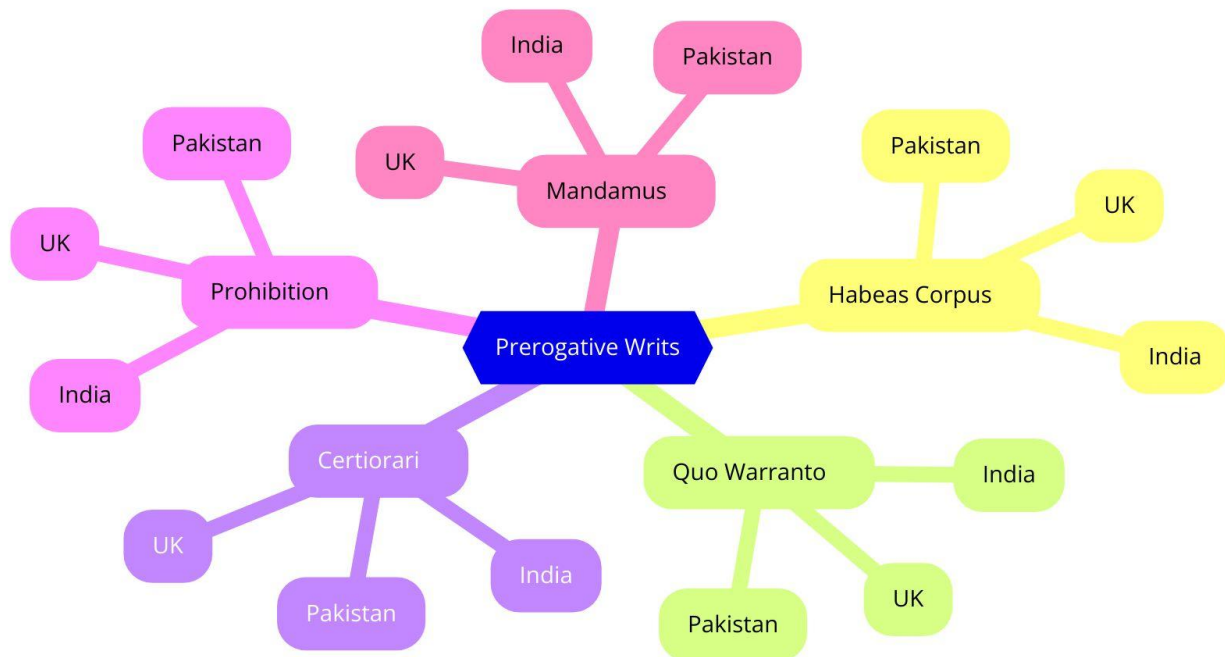 India
Pakistan
UK
Mandamus
Pakistan
UK
India
Prohibition
Pakistan
UK
India
Habeas Corpus
Prerogative Writs
Certiorari
UK
Pakistan
India
Quo Warranto
India
UK
Pakistan